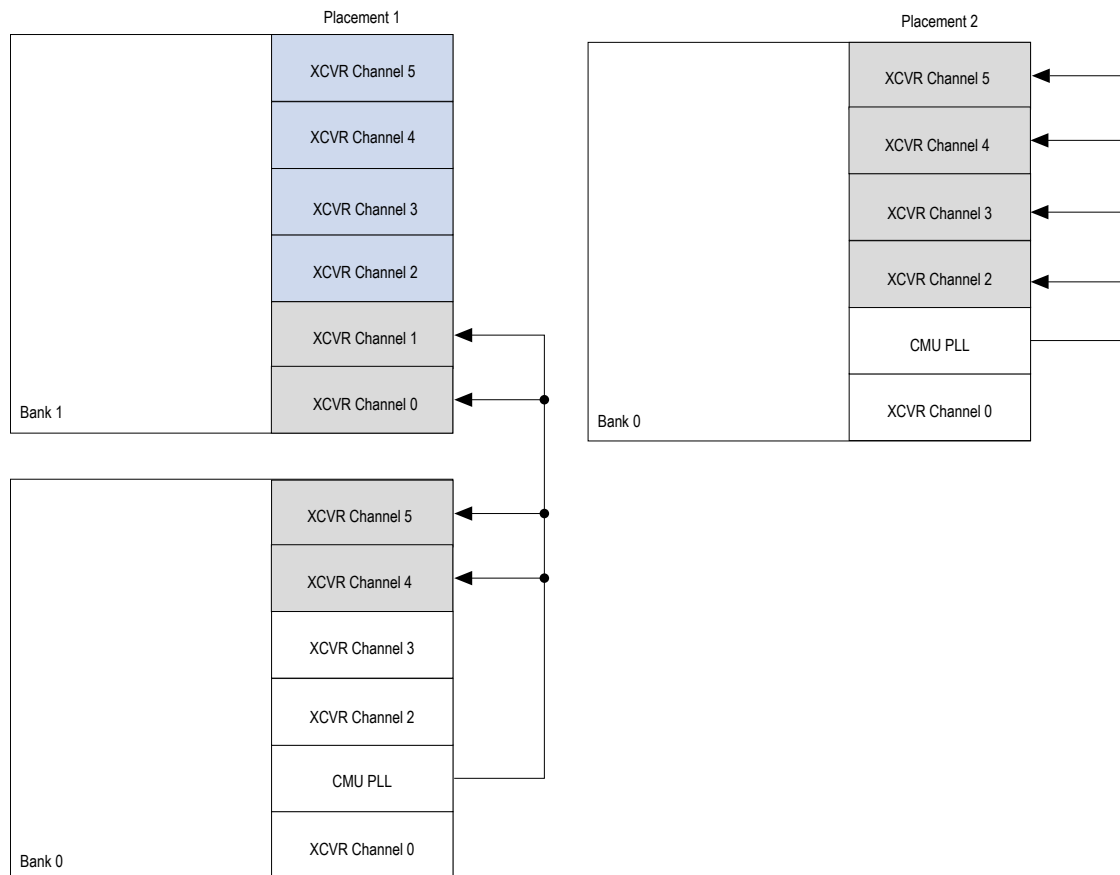 Placement 1
XCVR Channel 5
XCVR Channel 4
XCVR Channel 3
XCVR Channel 2
XCVR Channel 1
XCVR Channel 0
Bank 1
XCVR Channel 5
XCVR Channel 4
XCVR Channel 3
XCVR Channel 2
CMU PLL
XCVR Channel 0
Bank 0
Placement 2
XCVR Channel 5
XCVR Channel 4
XCVR Channel 3
XCVR Channel 2
CMU PLL
XCVR Channel 0
Bank 0